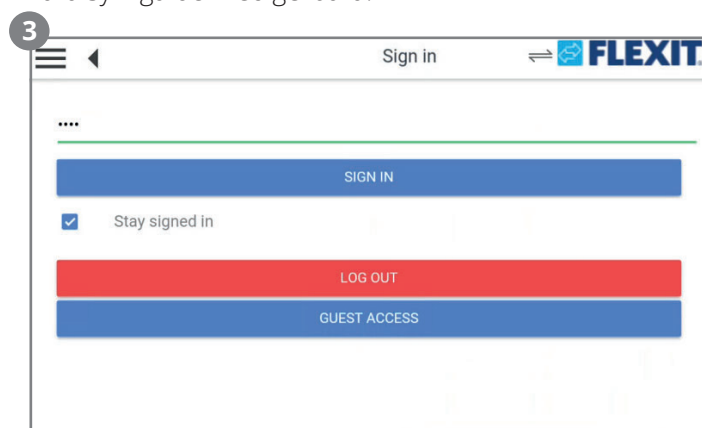 3
Sign in FLEXIT.
••••
SIGN IN
Stay signed in
LOG OUT
GUEST ACCESS